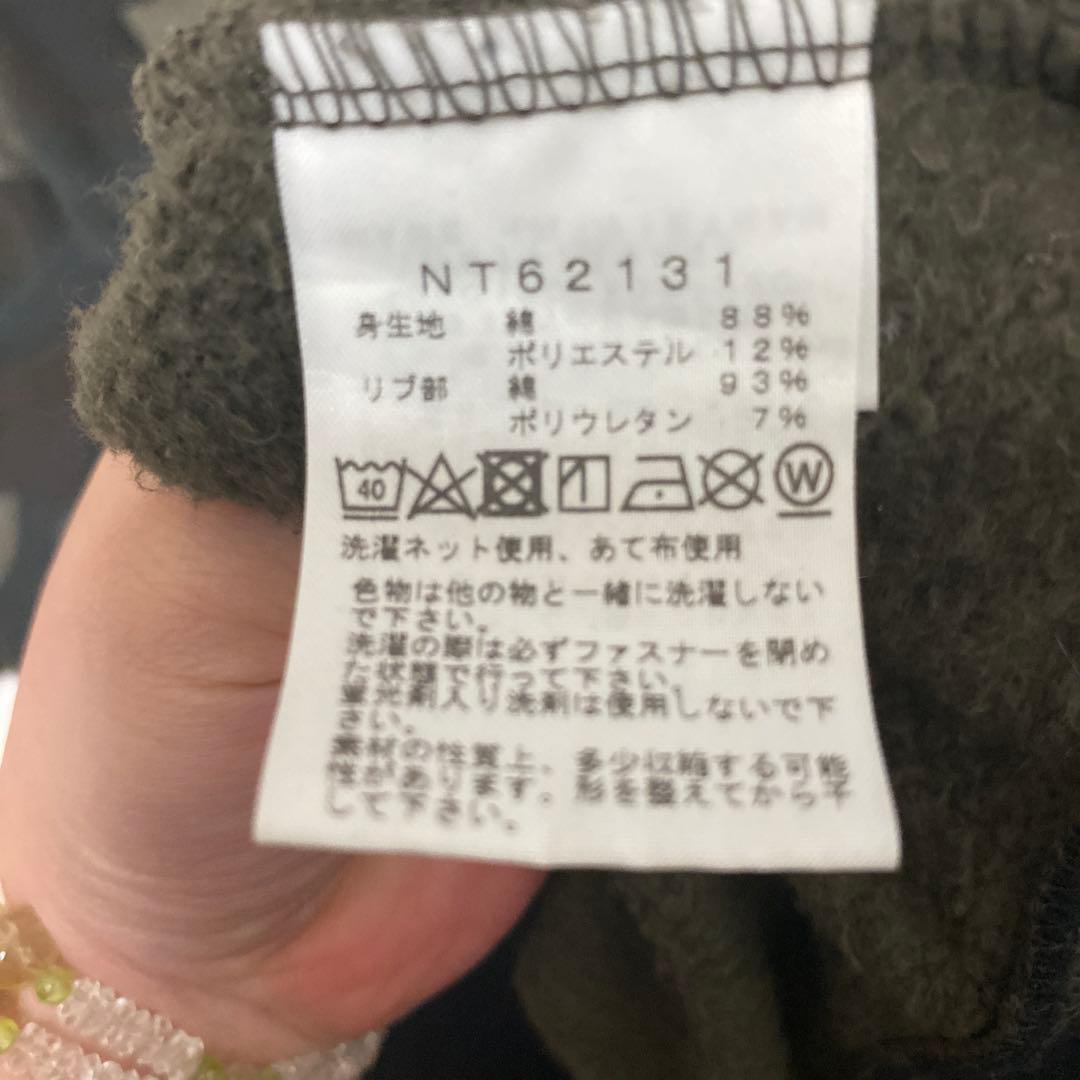 NT62131
身生地 綿 88%
ポリエステル 12%
リブ部 綿 93%
ポリウレタン 7%
40 W
洗濯ネット使用、あて布使用
色物は他の物と一緒に洗濯しない
で下さい。
洗濯の際は必ずファスナーを閉め
た状態で行って下さい。
蛍光剤入り洗剤は使用しないで下
さい。
素材の性質上、多少収縮する可能
性があります。形を整えてから干
して下さい。